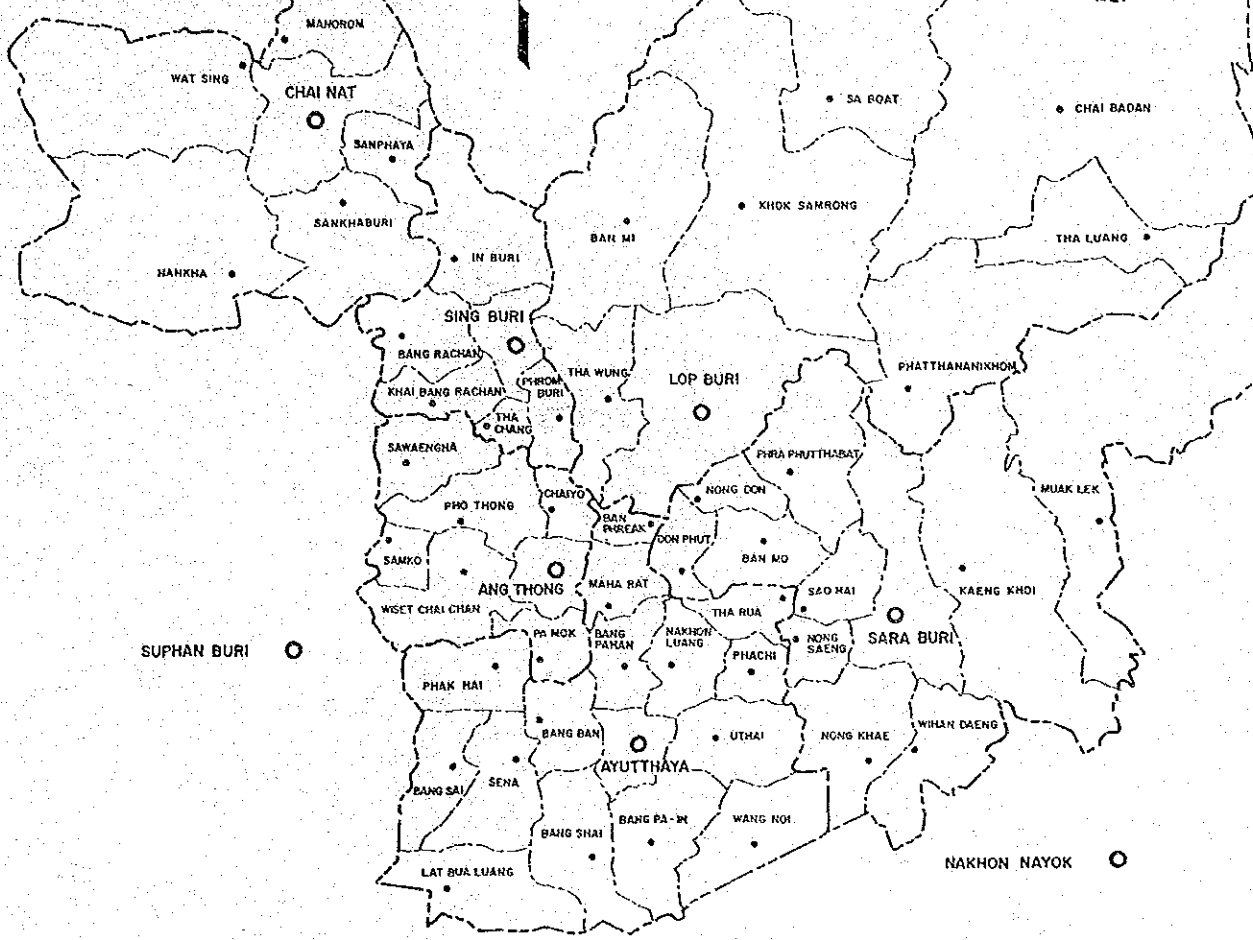 MANOROM
WAT SING
CHAI NAT
SA BOAT
CHAI BADAN
SANPHAYA
SANKHABURI
KHOK SAMRONG
BAN MI
THA LUANG
HANKHA
IN BURI
SING BURI
BANG RACHAN
THA WUNG
LOP BURI
PHATTHANANIKHOM
KHAI BANG RACHAN
PHROM
BURI
THA
CHANG
SAWAENGHA
PHRA PHUTTHABAT
NONG DON
MUAK LEK
CHAIYO
PHO THONG
BAN
PHREAK
DON PHUT
BAN MO
SAMKO
ANG THONG
MAHA RAT
SAO HAI
KAENG KHOI
WISET CHAI CHAN
THA RUA
SARA BURI
PA MOK
BANG
PAHAN
NAKHON
LUANG
NONG
SAENG
SUPHAN BURI
PHACHI
PHAK HAI
WIHAN DAENG
BANG BAN
UTHAI
NONG KHAE
AYUTTHAYA
SENA
BANG SAI
BANG SHAI
BANG PA-IN
WANG NOI
NAKHON NAYOK
LAT BUA LUANG